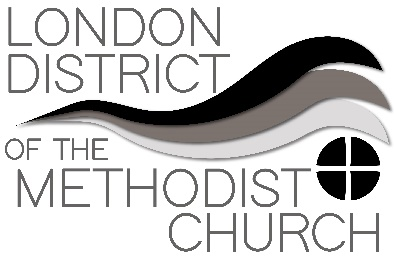 LONDON
DISTRICT
OF THE
METHODIST
CHURCH